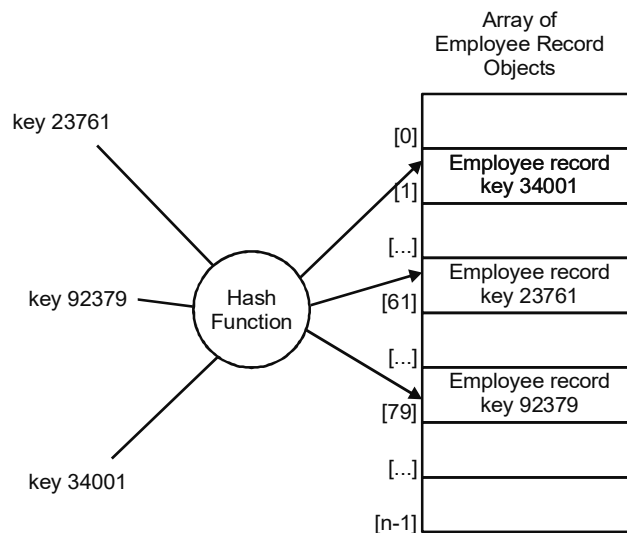 Array of
Employee Record
Objects
key 23761
[0]
Employee record
key 34001
[1]
[...]
Employee record
key 23761
key 92379
Hash
Function
[61]
[...]
Employee record
key 92379
[79]
key 34001
[...]
[n-1]